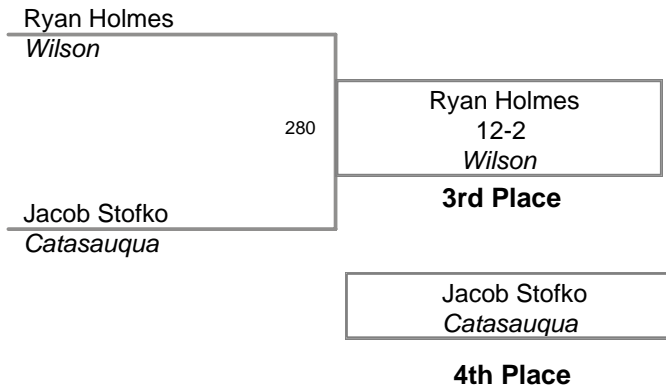 Ryan Holmes
Wilson
280
Ryan Holmes
12-2
Wilson
3rd Place
Jacob Stofko
Catasauqua
Jacob Stofko
Catasauqua
4th Place